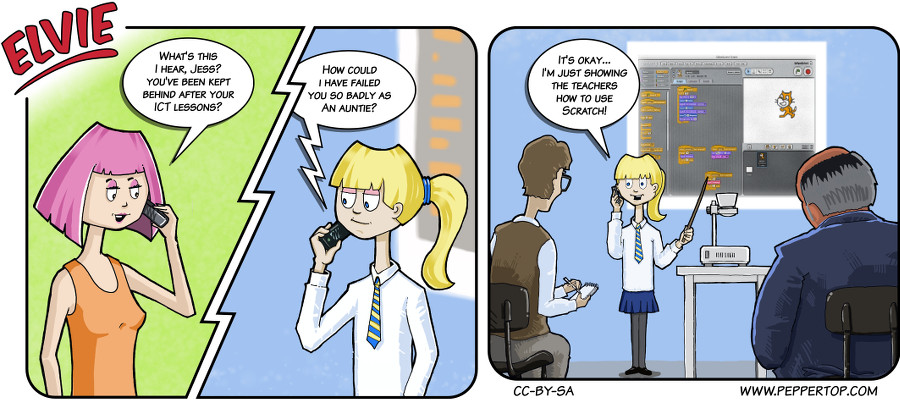 ELVIE
WHAT'S THIS
I HEAR, JESS?
YOU'VE BEEN KEPT
BEHIND AFTER YOUR
ICT LESSONS?
HOW COULD
I HAVE FAILED
YOU SO BADLY AS
AN AUNTIE?
IT'S OKAY...
I'M JUST SHOWING
THE TEACHERS
HOW TO USE
SCRATCH!
CC-BY-SA
WWW.PEPPERTOP.COM